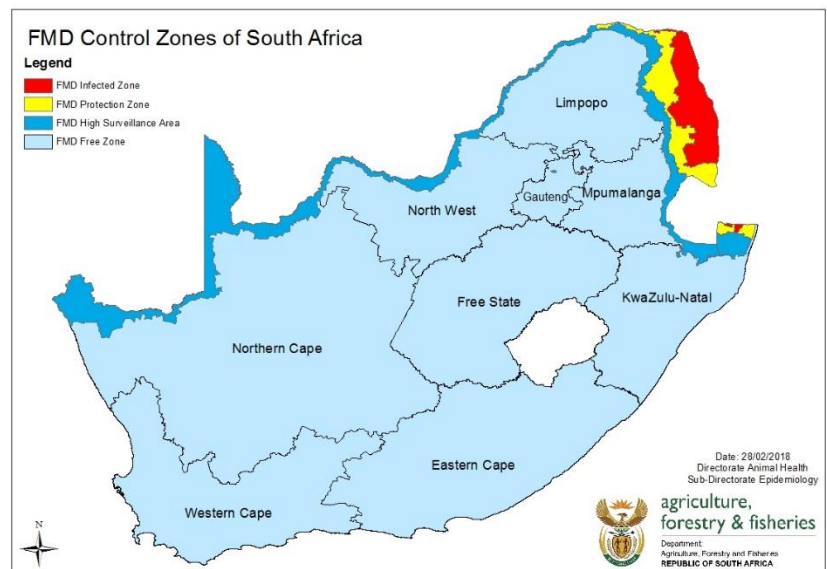 FMD Control Zones of South Africa
Legend
FMD Infected Zone
FMD Protection Zone
FMD High Surveillance Area
FMD Free Zone
Limpopo
Mpumalanga
Gauteng
North West
Free State
KwaZulu-Natal
Northern Cape
Eastern Cape
Western Cape
Date: 28/02/2018
Directorate Animal Health
Sub-Directorate Epidemiology
agriculture,
forestry & fisheries
Department:
Agriculture, Forestry and Fisheries
REPUBLIC OF SOUTH AFRICA
N